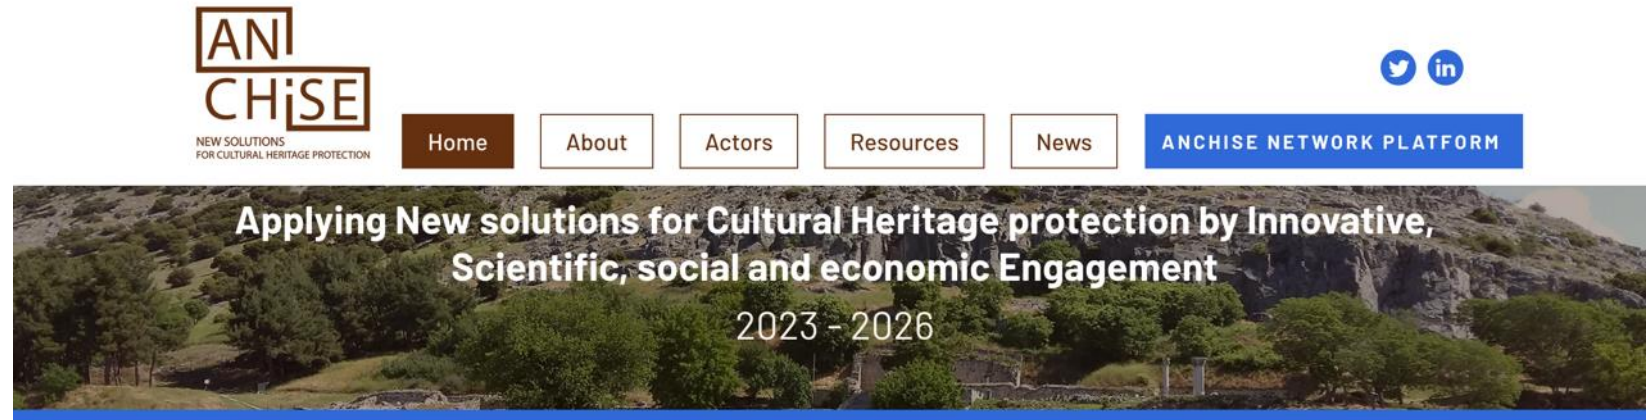 AN
CHiSE
NEW SOLUTIONS
FOR CULTURAL HERITAGE PROTECTION
Home
About
Actors
Resources
News
ANCHISE NETWORK PLATFORM
in
Applying New solutions for Cultural Heritage protection by Innovative,
Scientific, social and economic Engagement
2023 - 2026